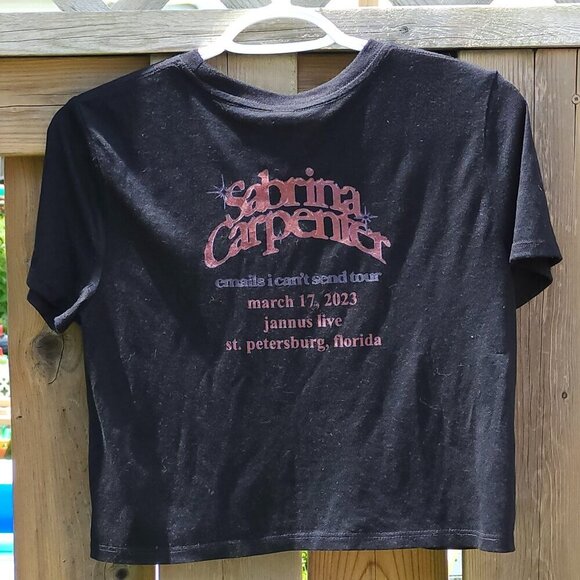 Sabrina
Carpenter
emails i can't send tour
march 17, 2023
jannus live
st. petersburg, florida